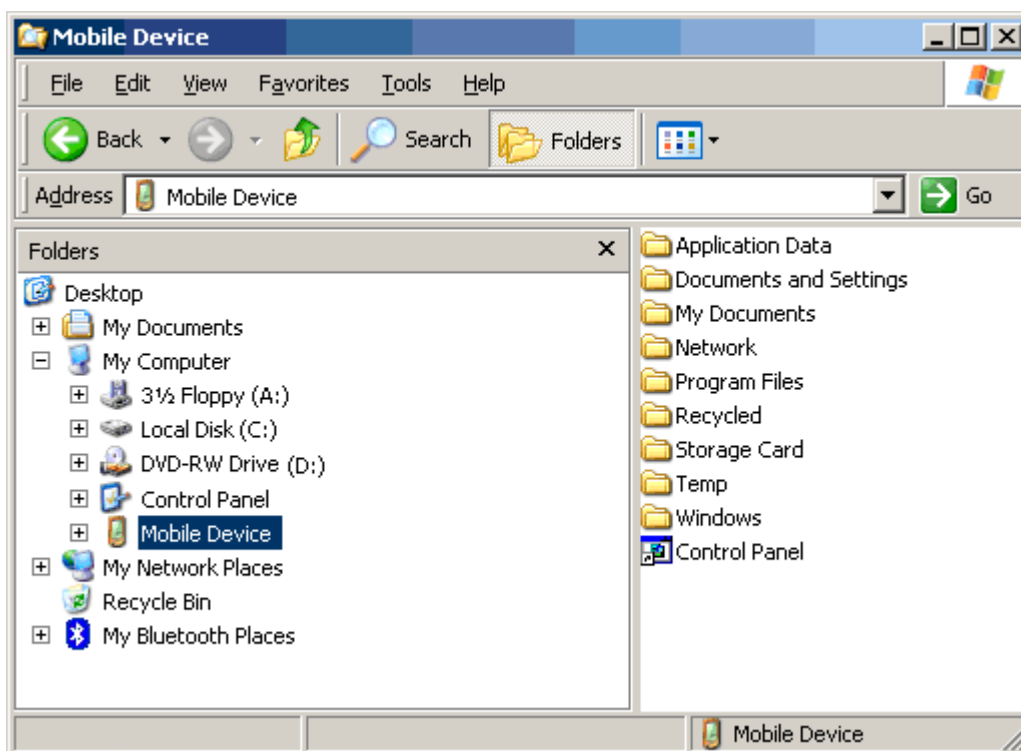 Mobile Device
File Edit View Favorites Tools Help
Back Search Folders
Address Mobile Device Go
Folders
Desktop
My Documents
My Computer
3½ Floppy (A:)
Local Disk (C:)
DVD-RW Drive (D:)
Control Panel
Mobile Device
My Network Places
Recycle Bin
My Bluetooth Places
Application Data
Documents and Settings
My Documents
Network
Program Files
Recycled
Storage Card
Temp
Windows
Control Panel
Mobile Device